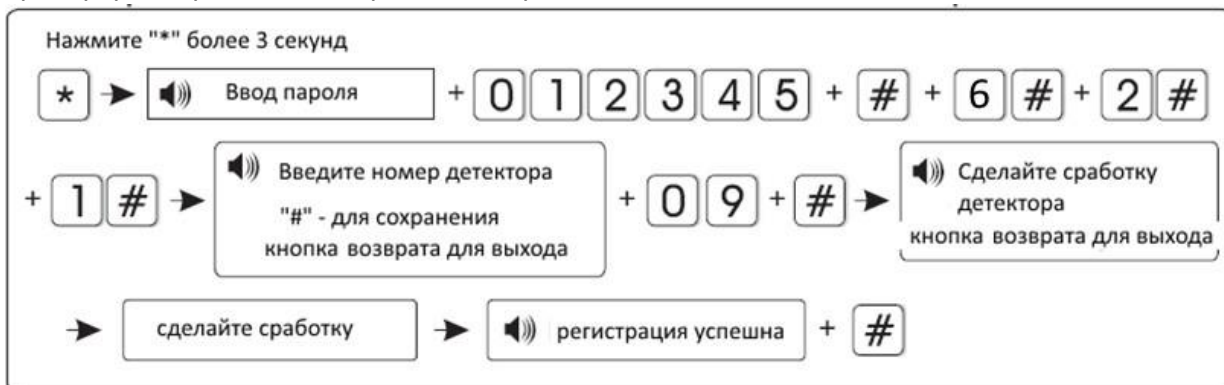 Нажмите "*" более 3 секунд
* Ввод пароля + 0 1 2 3 4 5 + # + 6 # + 2 #
+ 1 # Введите номер детектора
"#" - для сохранения
кнопка возврата для выхода
+ 0 9 + # Сделайте сработку
детектора
кнопка возврата для выхода
сделайте сработку регистрация успешна + #